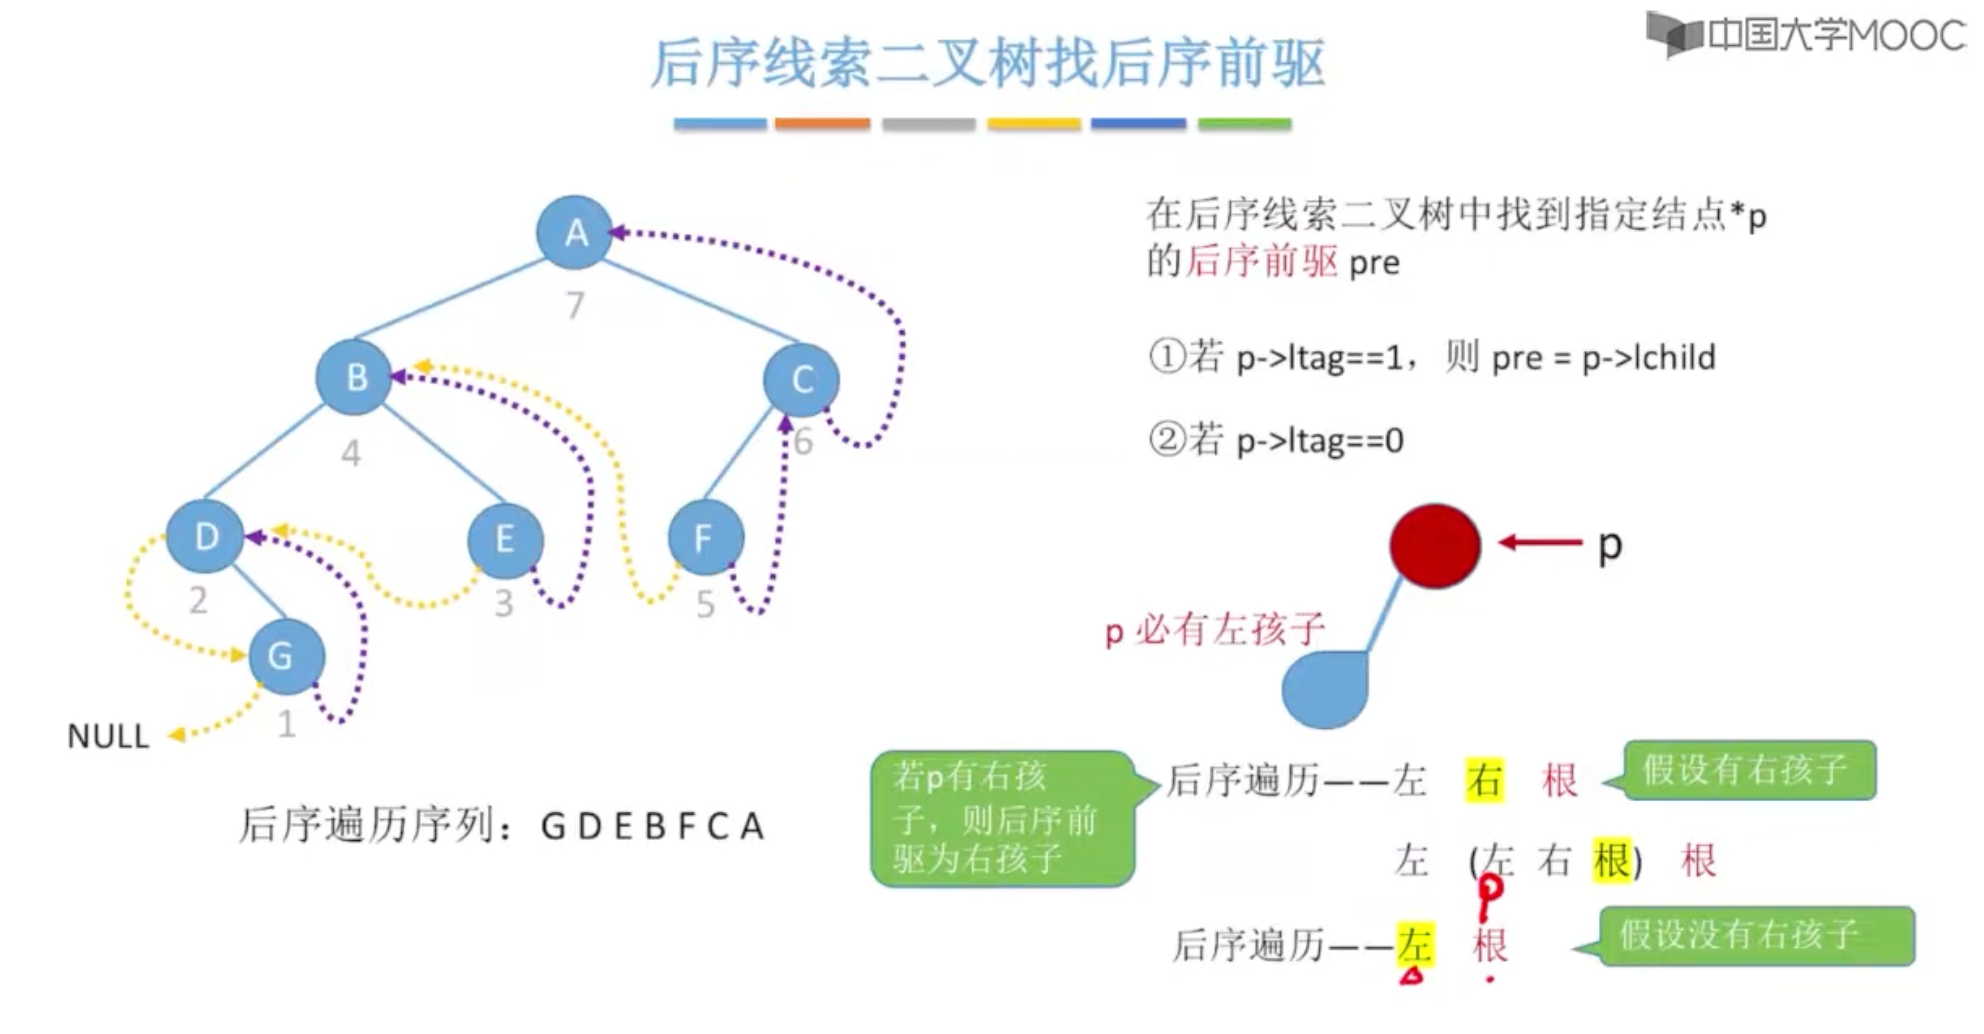 中国大学MOOC
后序线索二叉树找后序前驱
A
7
B
4
C
6
D
2
E
3
F
5
G
1
NULL
后序遍历序列：G D E B F C A
在后序线索二叉树中找到指定结点*p
的后序前驱 pre
①若 p->ltag==1，则 pre = p->lchild
②若 p->ltag==0
p
p 必有左孩子
若p有右孩
子，则后序前
驱为右孩子
后序遍历——左 右 根
假设有右孩子
左 (左 右 根) 根
p
后序遍历——左 根
假设没有右孩子